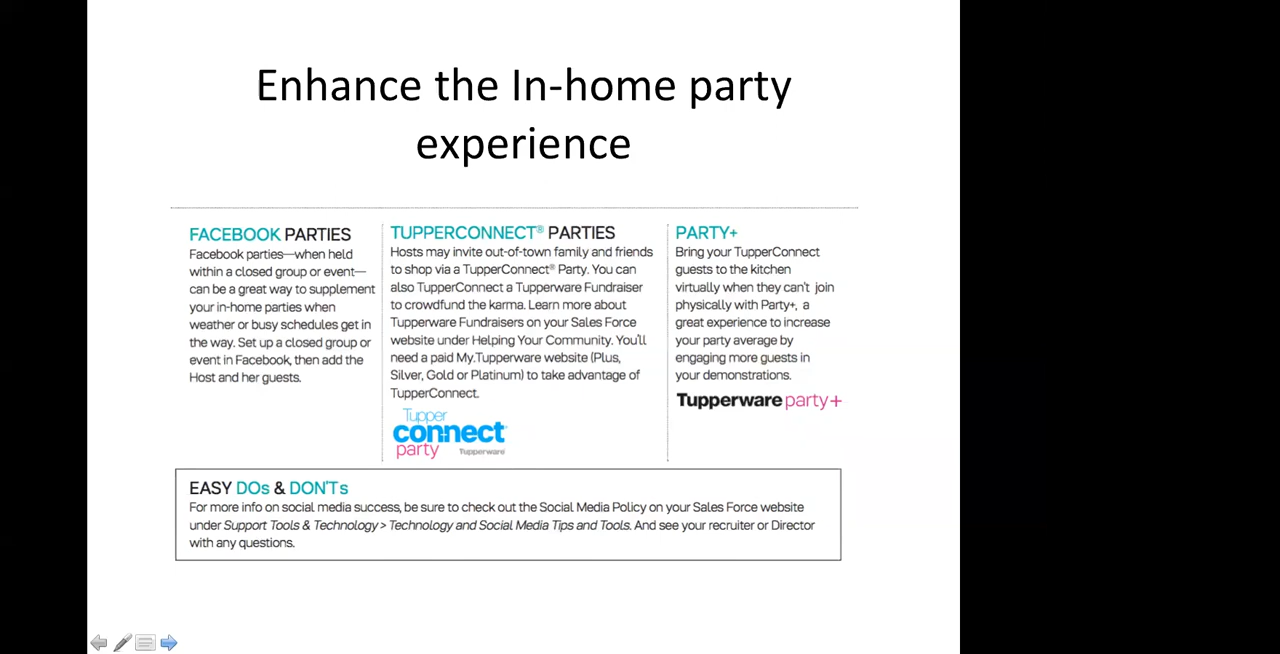 Enhance the In-home party
experience
FACEBOOK PARTIES
Facebook parties—when held
within a closed group or event—
can be a great way to supplement
your in-home parties when
weather or busy schedules get in
the way. Set up a closed group or
event in Facebook, then add the
Host and her guests.
TUPPERCONNECT® PARTIES
Hosts may invite out-of-town family and friends
to shop via a TupperConnect® Party. You can
also TupperConnect a Tupperware Fundraiser
to crowdfund the karma. Learn more about
Tupperware Fundraisers on your Sales Force
website under Helping Your Community. You'll
need a paid My.Tupperware website (Plus,
Silver, Gold or Platinum) to take advantage of
TupperConnect.
Tupper
connect®
party Tupperware
PARTY+
Bring your TupperConnect
guests to the kitchen
virtually when they can't join
physically with Party+, a
great experience to increase
your party average by
engaging more guests in
your demonstrations.
Tupperware party+
EASY DOs & DON'Ts
For more info on social media success, be sure to check out the Social Media Policy on your Sales Force website
under Support Tools & Technology > Technology and Social Media Tips and Tools. And see your recruiter or Director
with any questions.